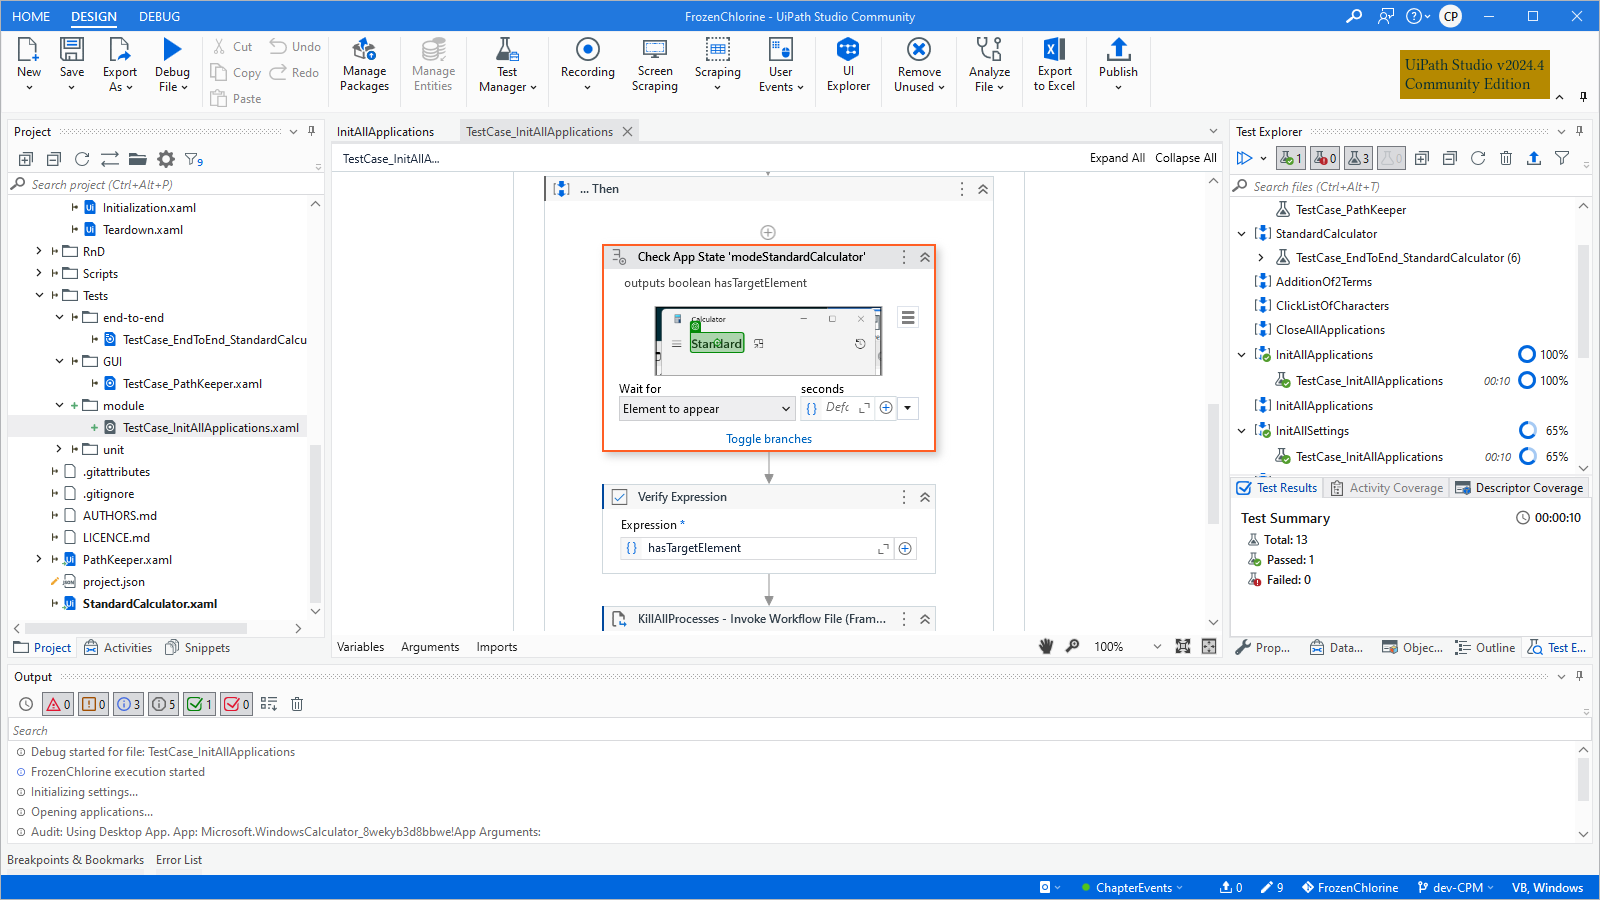 HOME DESIGN DEBUG
FrozenChlorine - UiPath Studio Community
CP
New
Save
Export As
Debug File
Cut
Copy
Paste
Undo
Redo
Manage Packages
Manage Entities
Test Manager
Recording
Screen Scraping
Scraping
User Events
UI Explorer
Remove Unused
Analyze File
Export to Excel
Publish
UiPath Studio v2024.4
Community Edition
Project
9
Search project (Ctrl+Alt+P)
Initialization.xaml
Teardown.xaml
RnD
Scripts
Tests
end-to-end
TestCase_EndToEnd_StandardCalcu
GUI
TestCase_PathKeeper.xaml
module
TestCase_InitAllApplications.xaml
unit
.gitattributes
.gitignore
AUTHORS.md
LICENCE.md
PathKeeper.xaml
project.json
StandardCalculator.xaml
Project Activities Snippets
InitAllApplications TestCase_InitAllApplications
TestCase_InitAllA...
Expand All Collapse All
... Then
Check App State 'modeStandardCalculator'
outputs boolean hasTargetElement
Calculator
Standard
Wait for seconds
Element to appear Defc
Toggle branches
Verify Expression
Expression *
hasTargetElement
KillAllProcesses - Invoke Workflow File (Fram...
Variables Arguments Imports
100%
Test Explorer
1 0 3 0
Search files (Ctrl+Alt+T)
TestCase_PathKeeper
StandardCalculator
TestCase_EndToEnd_StandardCalculator (6)
AdditionOf2Terms
ClickListOfCharacters
CloseAllApplications
InitAllApplications 100%
TestCase_InitAllApplications 00:10 100%
InitAllApplications
InitAllSettings 65%
TestCase_InitAllApplications 00:10 65%
Test Results Activity Coverage Descriptor Coverage
Test Summary 00:00:10
Total: 13
Passed: 1
Failed: 0
Prop... Data... Objec... Outline Test E...
Output
0 0 3 5 1 0
Search
Debug started for file: TestCase_InitAllApplications
FrozenChlorine execution started
Initializing settings...
Opening applications...
Audit: Using Desktop App. App: Microsoft.WindowsCalculator_8wekyb3d8bbwe!App Arguments:
Breakpoints & Bookmarks Error List
ChapterEvents 0 9 FrozenChlorine dev-CPM VB, Windows